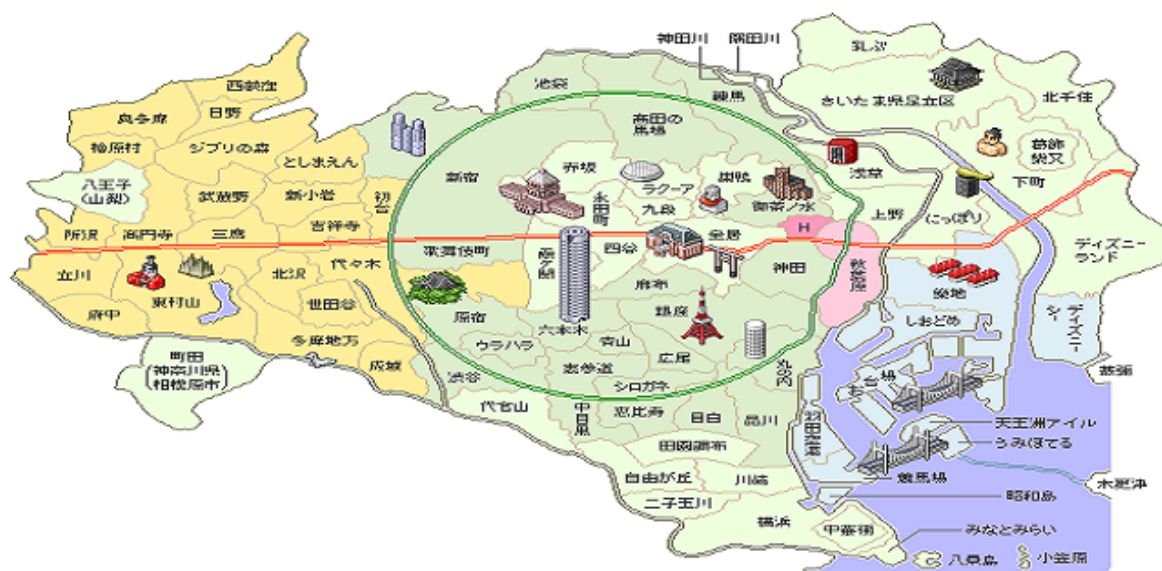 神田川
隅田川
乳しぶ
西荻窪
池袋
練馬
さいたま県足立区
北千住
奥多摩
日野
高田の
馬場
檜原村
ジブリの森
としまえん
葛飾
柴又
赤坂
巣鴨
浅草
下町
八王子
(山梨)
武蔵野
新小岩
初台
新宿
永田町
ラクーア
九段
御茶ノ水
上野
にっぽり
所沢
高円寺
三鷹
吉祥寺
歌舞伎町
霞ヶ関
四谷
皇居
H
秋葉原
ディズニー
ランド
立川
東村山
北沢
代々木
神田
築地
府中
世田谷
原宿
麻布
銀座
しおどめ
ディズニー
シー
多摩地方
六本木
ウラハラ
青山
広尾
丸の内
町田
(神奈川県)
相模原市
成城
渋谷
表参道
シロガネ
お台場
幕張
代官山
中目黒
恵比寿
目白
品川
羽田空港
天王洲アイル
うみほてる
田園調布
自由が丘
川崎
競馬場
木更津
二子玉川
昭和島
横浜
中華街
みなとみらい
八景島
小笠原